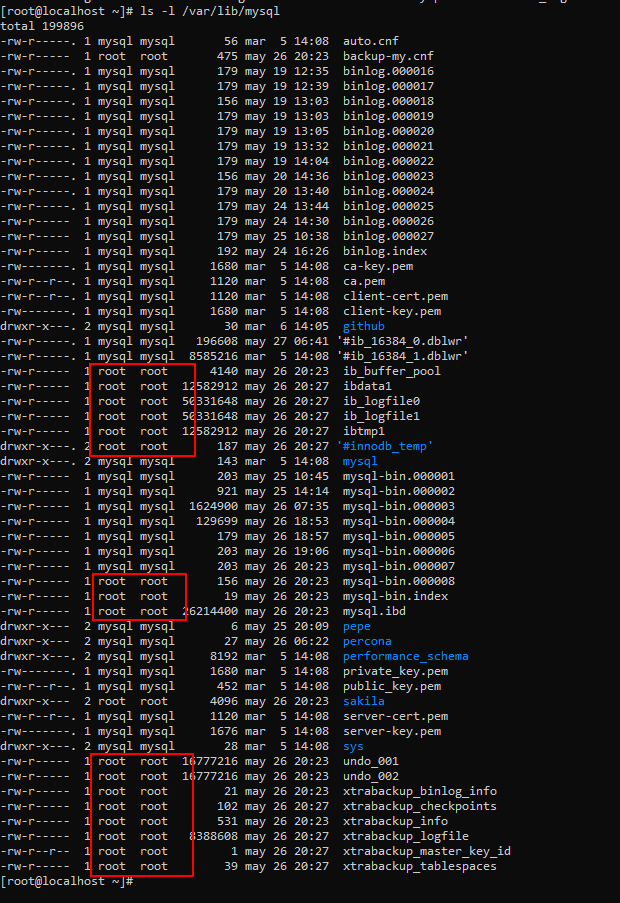 [root@localhost ~]# ls -l /var/lib/mysql
total 199896
-rw-r-----. 1 mysql mysql       56 mar  5 14:08  auto.cnf
-rw-r-----  1 root  root       475 may 26 20:23  backup-my.cnf
-rw-r-----. 1 mysql mysql      179 may 19 12:35  binlog.000016
-rw-r-----. 1 mysql mysql      179 may 19 12:39  binlog.000017
-rw-r-----. 1 mysql mysql      156 may 19 13:03  binlog.000018
-rw-r-----. 1 mysql mysql      179 may 19 13:03  binlog.000019
-rw-r-----. 1 mysql mysql      179 may 19 13:05  binlog.000020
-rw-r-----. 1 mysql mysql      179 may 19 13:32  binlog.000021
-rw-r-----. 1 mysql mysql      179 may 19 14:04  binlog.000022
-rw-r-----. 1 mysql mysql      156 may 20 14:36  binlog.000023
-rw-r-----  1 mysql mysql      179 may 20 13:40  binlog.000024
-rw-r-----  1 mysql mysql      179 may 24 13:44  binlog.000025
-rw-r-----  1 mysql mysql      179 may 24 14:30  binlog.000026
-rw-r-----  1 mysql mysql      179 may 25 10:38  binlog.000027
-rw-r-----. 1 mysql mysql      192 may 24 16:26  binlog.index
-rw-------. 1 mysql mysql     1680 mar  5 14:08  ca-key.pem
-rw-r--r--. 1 mysql mysql     1120 mar  5 14:08  ca.pem
-rw-r--r--. 1 mysql mysql     1120 mar  5 14:08  client-cert.pem
-rw-------. 1 mysql mysql     1680 mar  5 14:08  client-key.pem
drwxr-x---. 2 mysql mysql       30 mar  6 14:05  github
-rw-r-----. 1 mysql mysql   196608 may 27 06:41 '#ib_16384_0.dblwr'
-rw-r-----. 1 mysql mysql  8585216 mar  5 14:08 '#ib_16384_1.dblwr'
-rw-r-----  1 root  root      4140 may 26 20:23  ib_buffer_pool
-rw-r-----  1 root  root  12582912 may 26 20:27  ibdata1
-rw-r-----  1 root  root  50331648 may 26 20:27  ib_logfile0
-rw-r-----  1 root  root  50331648 may 26 20:27  ib_logfile1
-rw-r-----  1 root  root  12582912 may 26 20:27  ibtmp1
drwxr-x---. 2 root  root       187 may 26 20:27 '#innodb_temp'
drwxr-x---. 2 mysql mysql      143 mar  5 14:08  mysql
-rw-r-----  1 mysql mysql      203 may 25 10:45  mysql-bin.000001
-rw-r-----  1 mysql mysql      921 may 25 14:14  mysql-bin.000002
-rw-r-----  1 mysql mysql  1624900 may 26 07:35  mysql-bin.000003
-rw-r-----  1 mysql mysql   129699 may 26 18:53  mysql-bin.000004
-rw-r-----  1 mysql mysql      179 may 26 18:57  mysql-bin.000005
-rw-r-----  1 mysql mysql      203 may 26 19:06  mysql-bin.000006
-rw-r-----  1 mysql mysql      203 may 26 20:23  mysql-bin.000007
-rw-r-----  1 root  root       156 may 26 20:23  mysql-bin.000008
-rw-r-----  1 root  root        19 may 26 20:23  mysql-bin.index
-rw-r-----  1 root  root  26214400 may 26 20:23  mysql.ibd
drwxr-x---  2 mysql mysql        6 may 25 20:09  pepe
drwxr-x---. 2 mysql mysql       27 may 26 06:22  percona
drwxr-x---. 2 mysql mysql     8192 mar  5 14:08  performance_schema
-rw-------. 1 mysql mysql     1680 mar  5 14:08  private_key.pem
-rw-r--r--. 1 mysql mysql      452 mar  5 14:08  public_key.pem
drwxr-x---  2 root  root      4096 may 26 20:23  sakila
-rw-r--r--. 1 mysql mysql     1120 mar  5 14:08  server-cert.pem
-rw-------. 1 mysql mysql     1676 mar  5 14:08  server-key.pem
drwxr-x---. 2 mysql mysql       28 mar  5 14:08  sys
-rw-r-----  1 root  root  16777216 may 26 20:23  undo_001
-rw-r-----  1 root  root  16777216 may 26 20:23  undo_002
-rw-r-----  1 root  root        21 may 26 20:23  xtrabackup_binlog_info
-rw-r-----  1 root  root       102 may 26 20:27  xtrabackup_checkpoints
-rw-r-----  1 root  root       531 may 26 20:23  xtrabackup_info
-rw-r-----  1 root  root   8388608 may 26 20:27  xtrabackup_logfile
-rw-r--r--  1 root  root         1 may 26 20:27  xtrabackup_master_key_id
-rw-r-----  1 root  root        39 may 26 20:27  xtrabackup_tablespaces
[root@localhost ~]#